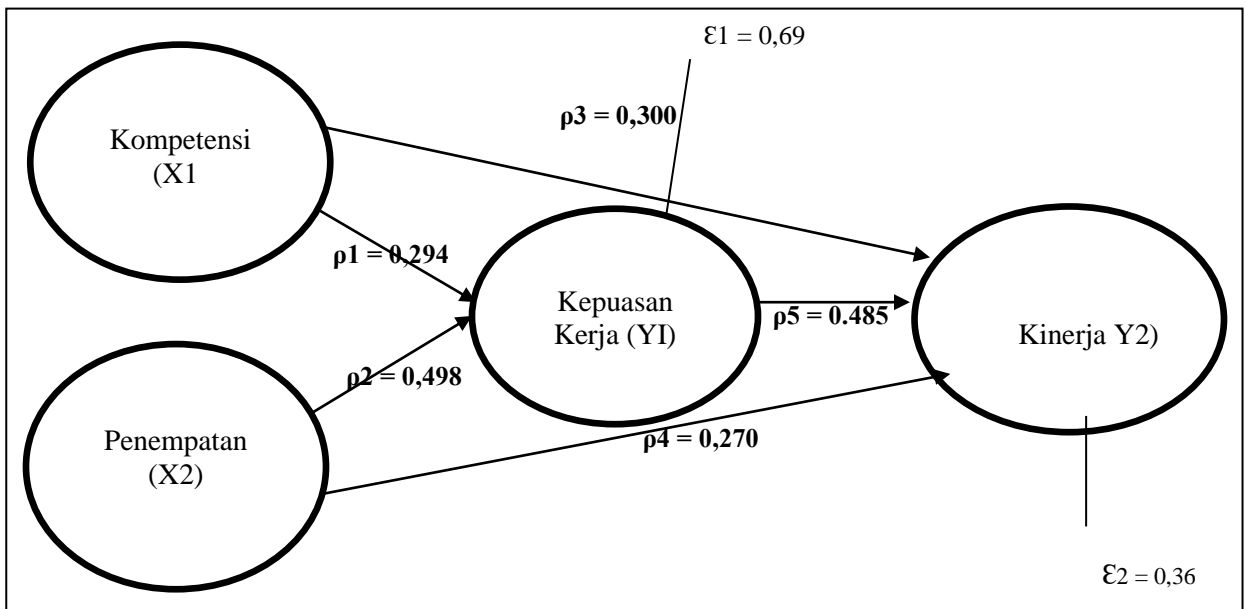 Ɛ1 = 0,69
ρ3 = 0,300
Kompetensi
(X1
ρ1 = 0,294
Kepuasan
Kerja (YI)
ρ5 = 0.485
Kinerja Y2)
ρ2 = 0,498
Penempatan
(X2)
ρ4 = 0,270
Ɛ2 = 0,36